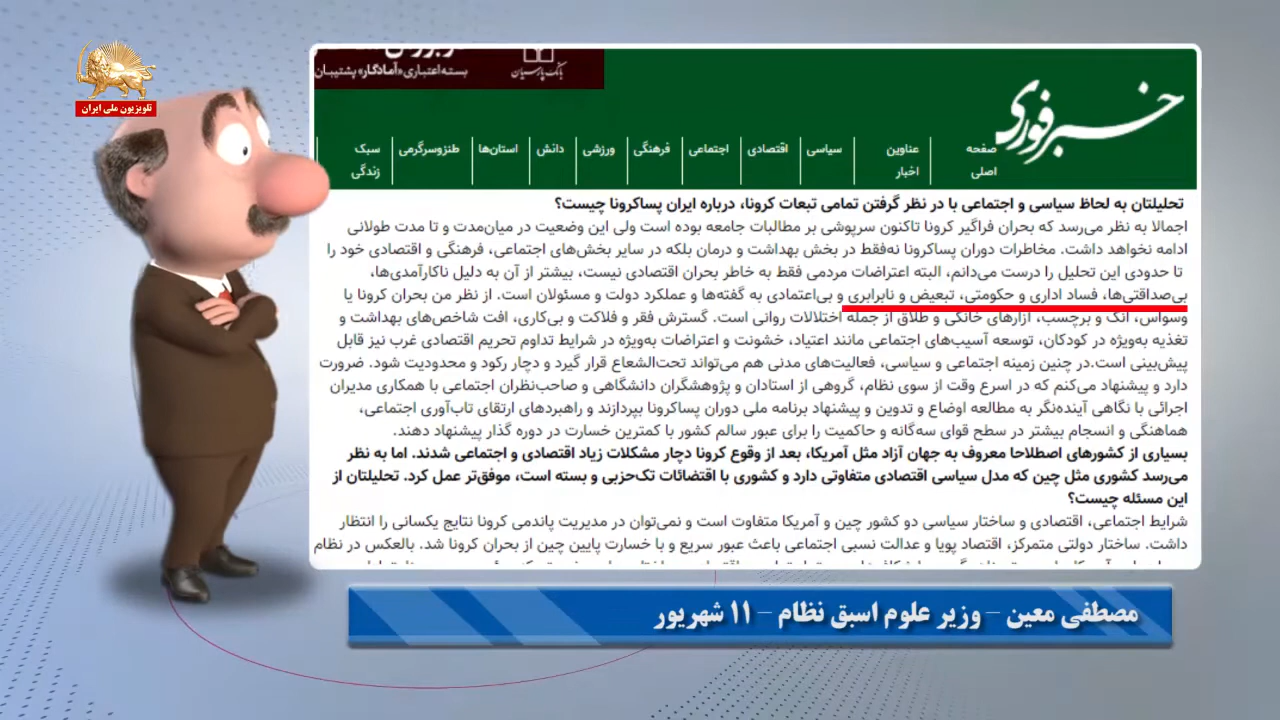 تلویزیون ملی ایران
بسته‌اعتباری«آمادگار»پشتیبان
بانک پارسیان
خبرفوری
صفحه اصلی
عناوین اخبار
سیاسی
اقتصادی
اجتماعی
فرهنگی
ورزشی
دانش
استان‌ها
طنزوسرگرمی
سبک زندگی
تحلیلتان به لحاظ سیاسی و اجتماعی با در نظر گرفتن تمامی تبعات کرونا، درباره ایران پساکرونا چیست؟
اجمالا به نظر می‌رسد که بحران فراگیر کرونا تاکنون سرپوشی بر مطالبات جامعه بوده است ولی این وضعیت در میان‌مدت و تا مدت طولانی
ادامه نخواهد داشت. مخاطرات دوران پساکرونا نه‌فقط در بخش بهداشت و درمان بلکه در سایر بخش‌های اجتماعی، فرهنگی و اقتصادی خود را
تا حدودی این تحلیل را درست می‌دانم، البته اعتراضات مردمی فقط به خاطر بحران اقتصادی نیست، بیشتر از آن به دلیل ناکارآمدی‌ها،
بی‌صداقتی‌ها، فساد اداری و حکومتی، تبعیض و نابرابری و بی‌اعتمادی به گفته‌ها و عملکرد دولت و مسئولان است. از نظر من بحران کرونا یا
وسواس، انگ و برچسب، آزارهای خانگی و طلاق از جمله اختلالات روانی است. گسترش فقر و فلاکت و بی‌کاری، افت شاخص‌های بهداشت و
تغذیه به‌ویژه در کودکان، توسعه آسیب‌های اجتماعی مانند اعتیاد، خشونت و اعتراضات به‌ویژه در شرایط تداوم تحریم اقتصادی غرب نیز قابل
پیش‌بینی است.در چنین زمینه اجتماعی و سیاسی، فعالیت‌های مدنی هم می‌تواند تحت‌الشعاع قرار گیرد و دچار رکود و محدودیت شود. ضرورت
دارد و پیشنهاد می‌کنم که در اسرع وقت از سوی نظام، گروهی از استادان و پژوهشگران دانشگاهی و صاحب‌نظران اجتماعی با همکاری مدیران
اجرائی با نگاهی آینده‌نگر به مطالعه اوضاع و تدوین و پیشنهاد برنامه ملی دوران پساکرونا بپردازند و راهبردهای ارتقای تاب‌آوری اجتماعی،
هماهنگی و انسجام بیشتر در سطح قوای سه‌گانه و حاکمیت را برای عبور سالم کشور با کمترین خسارت در دوره گذار پیشنهاد دهند.
بسیاری از کشورهای اصطلاحا معروف به جهان آزاد مثل آمریکا، بعد از وقوع کرونا دچار مشکلات زیاد اقتصادی و اجتماعی شدند. اما به نظر
می‌رسد کشوری مثل چین که مدل سیاسی اقتصادی متفاوتی دارد و کشوری با اقتضائات تک‌حزبی و بسته است، موفق‌تر عمل کرد. تحلیلتان از
این مسئله چیست؟
شرایط اجتماعی، اقتصادی و ساختار سیاسی دو کشور چین و آمریکا متفاوت است و نمی‌توان در مدیریت پاندمی کرونا نتایج یکسانی را انتظار
داشت. ساختار دولتی متمرکز، اقتصاد پویا و عدالت نسبی اجتماعی باعث عبور سریع و با خسارت پایین چین از بحران کرونا شد. بالعکس در نظام
مصطفی معین – وزیر علوم اسبق نظام – ۱۱ شهریور